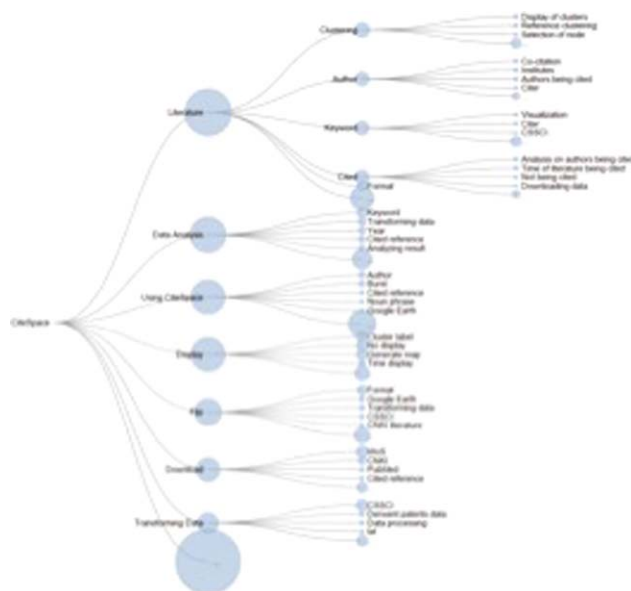 Display of clusters
Clustering
Reference clustering
Selection of node
Co-citation
Institutes
Author
Authors being cited
Citer
Literature
Visualization
Keyword
Citer
CSSCI
Analysis on authors being cited
Time of literature being cited
Cited
Not being cited
Format
Downloading data
Keyword
Transforming data
Data Analysis
Year
Cited reference
Analyzing result
Author
Burst
Using CiteSpace
Cited reference
Noun phrase
Google Earth
CiteSpace
Cluster label
No display
Display
Generate map
Time display
Format
Google Earth
File
Transforming data
CSSCI
CNKI literature
WoS
CNKI
Download
PubMed
Cited reference
CSSCI
Derwent patents data
Transforming Data
Data processing